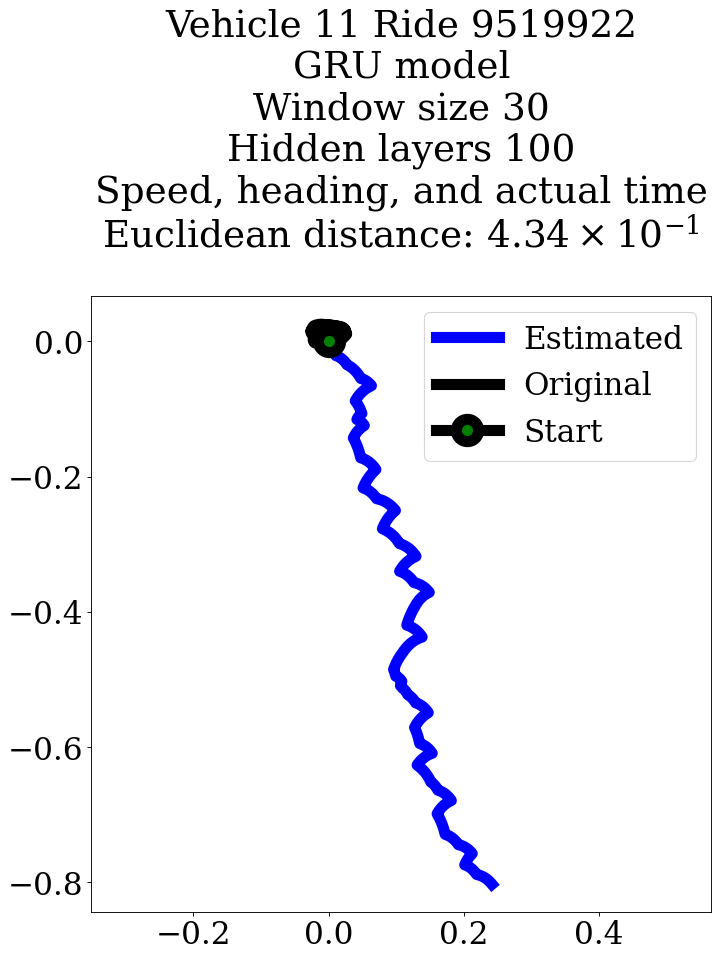 Vehicle 11 Ride 9519922
GRU model
Window size 30
Hidden layers 100
Speed, heading, and actual time
Euclidean distance: 4.34 × 10⁻¹
Estimated
Original
Start
0.0
−0.2
−0.4
−0.6
−0.8
−0.2 0.0 0.2 0.4